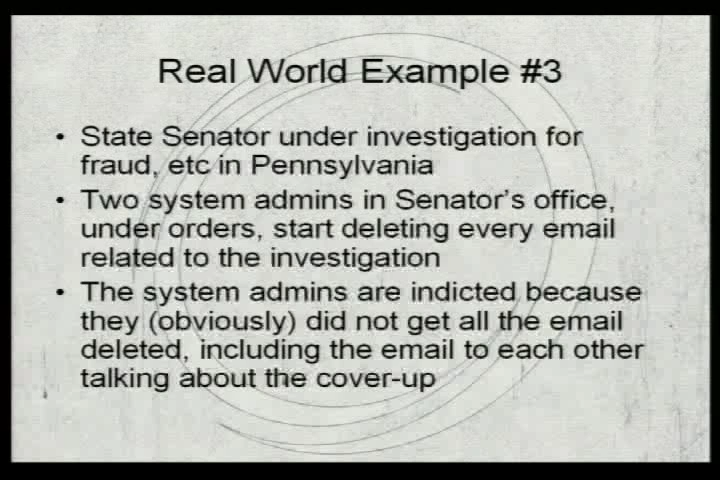 Real World Example #3
• State Senator under investigation for
fraud, etc in Pennsylvania
• Two system admins in Senator's office,
under orders, start deleting every email
related to the investigation
• The system admins are indicted because
they (obviously) did not get all the email
deleted, including the email to each other
talking about the cover-up